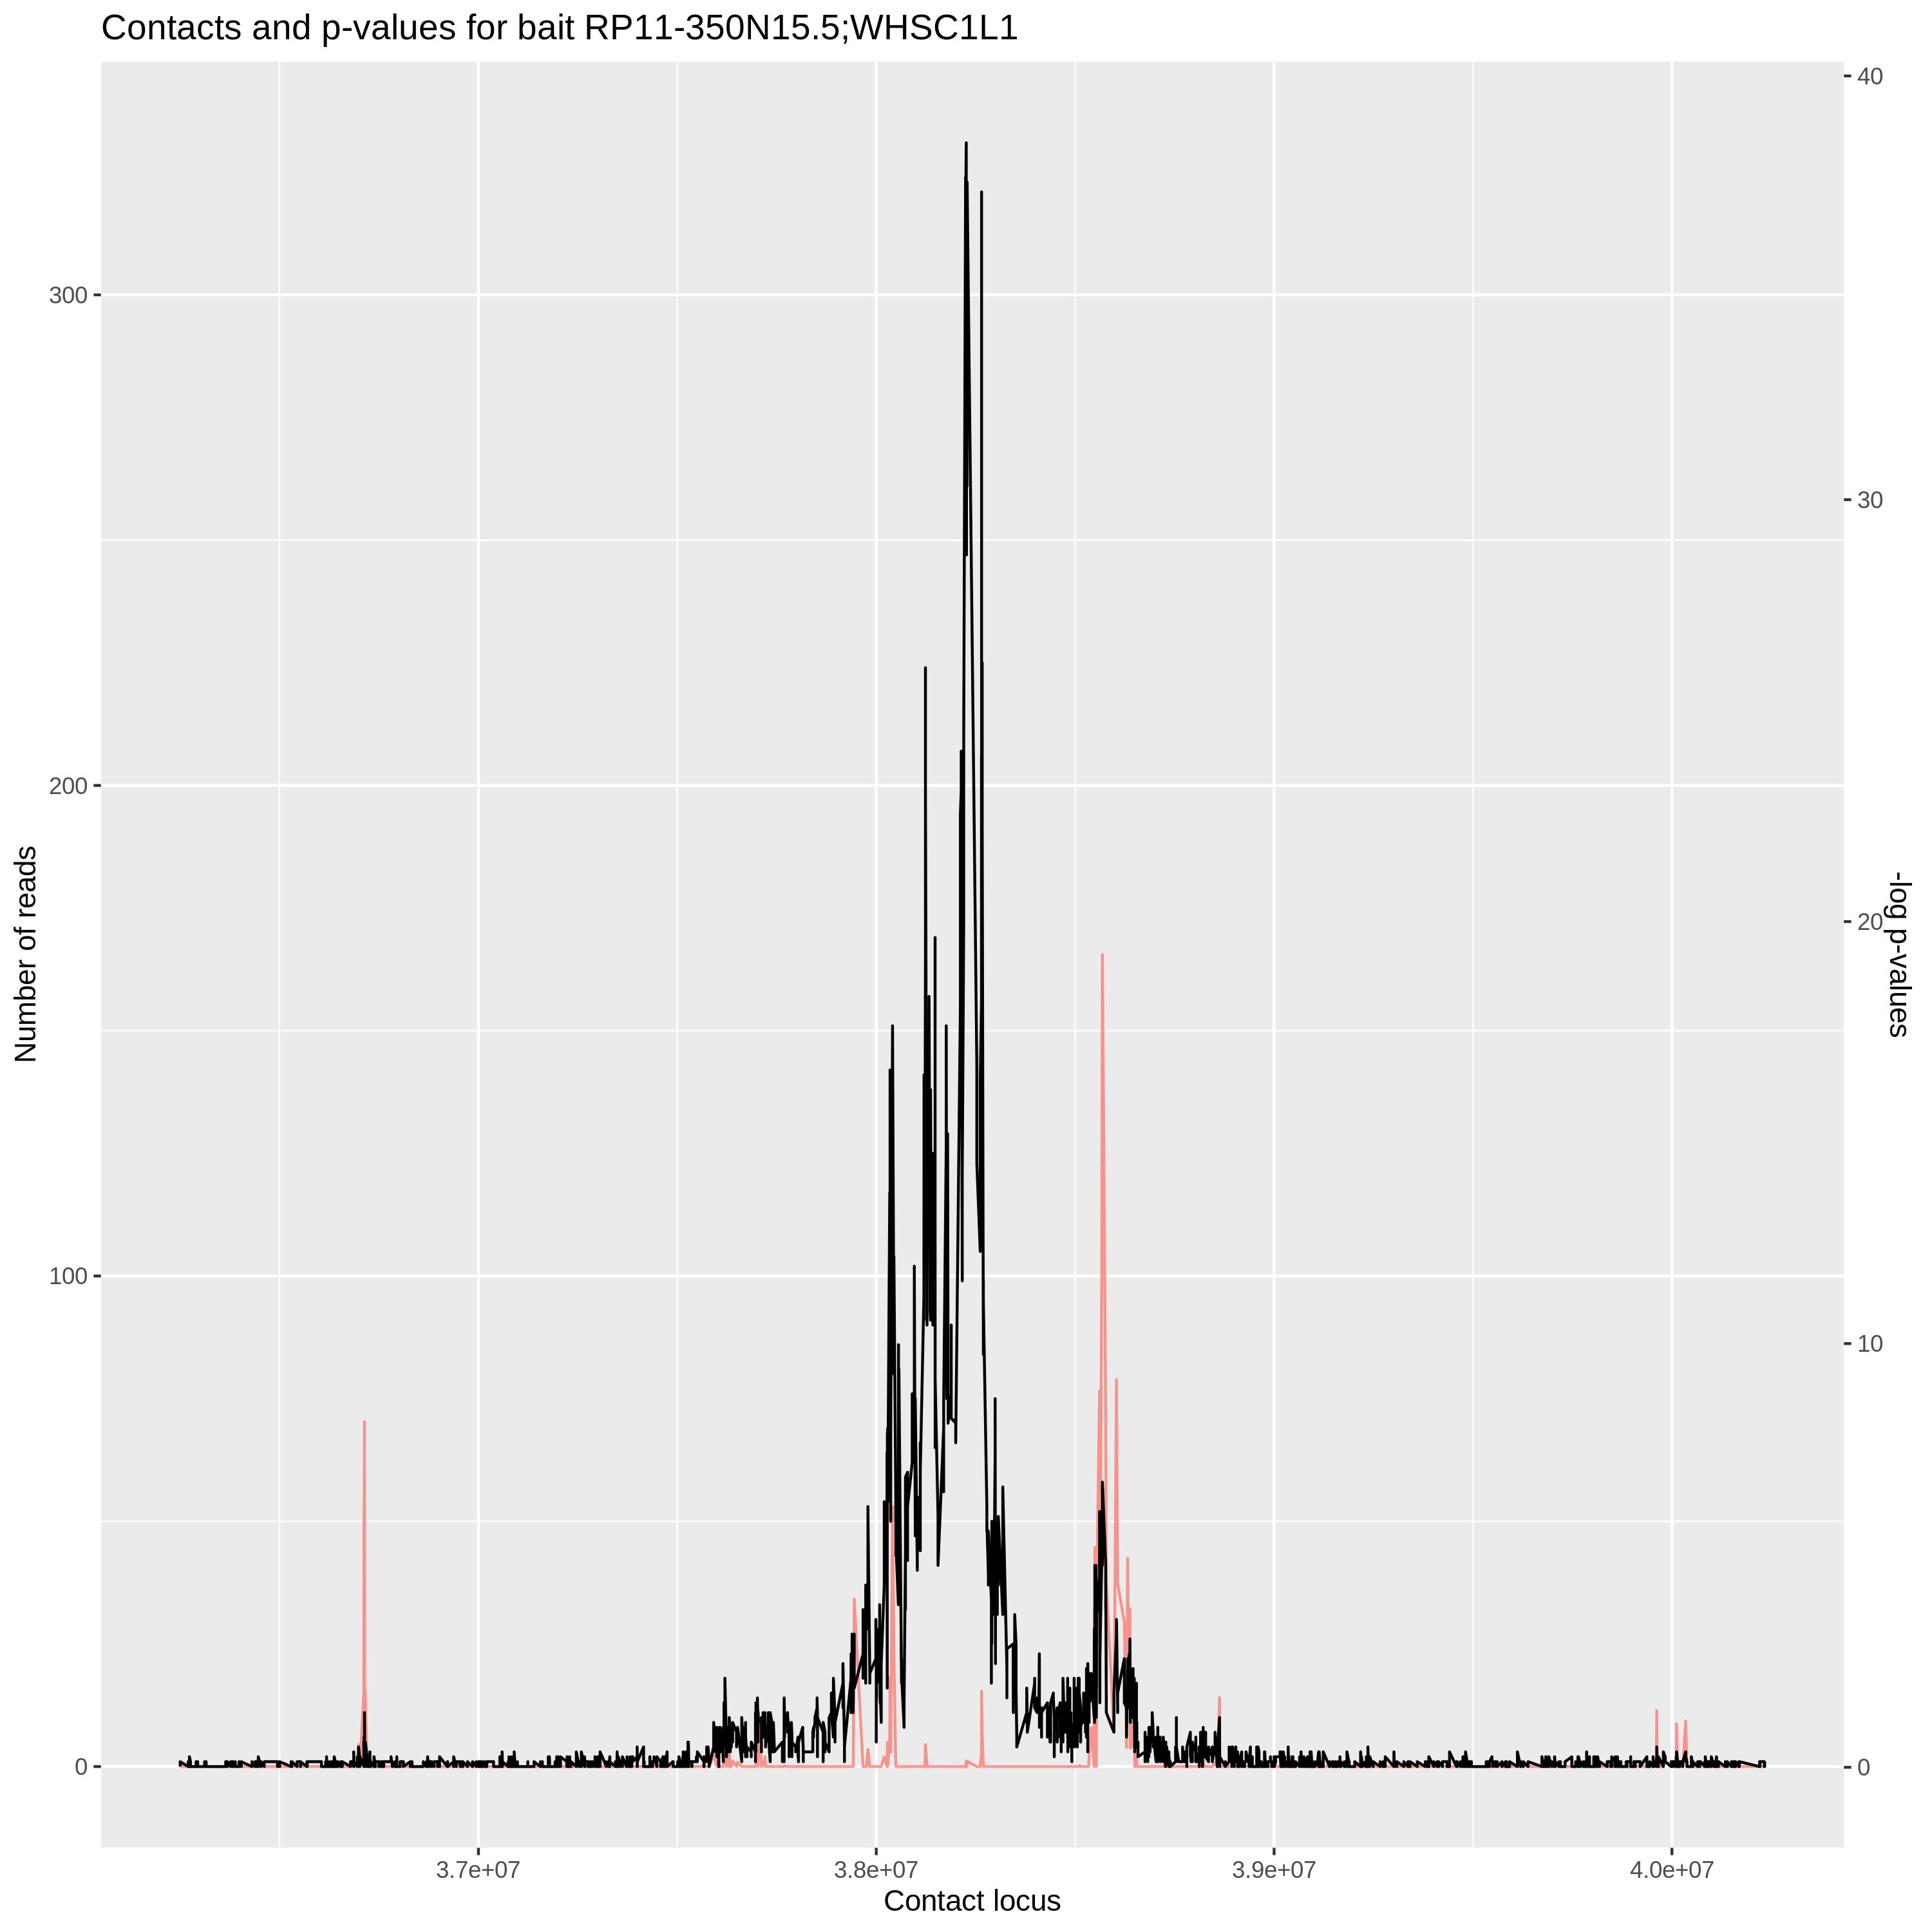 Contacts and p-values for bait RP11-350N15.5;WHSC1L1
Number of reads
300
200
100
0
40
30
20
10
0
-log p-values
3.7e+07
3.8e+07
3.9e+07
4.0e+07
Contact locus